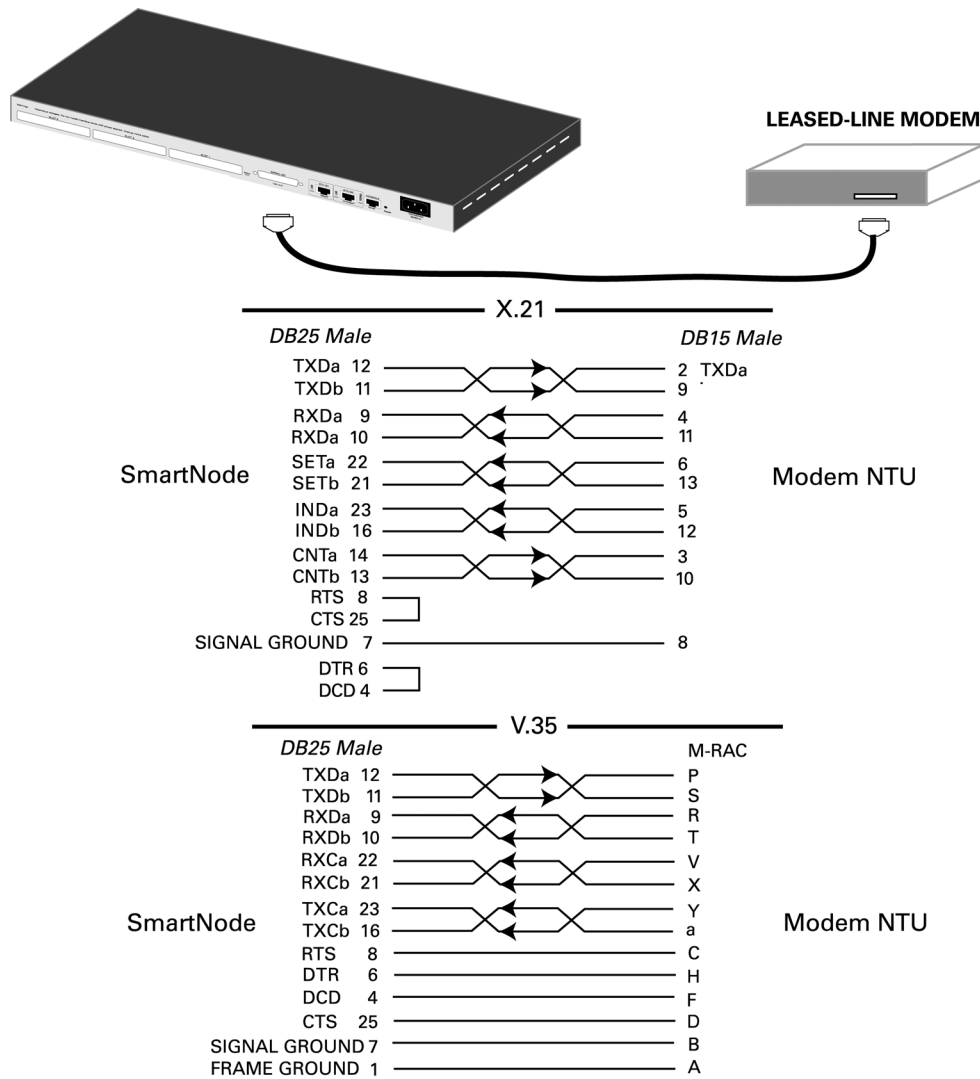 LEASED-LINE MODEM
X.21
DB25 Male DB15 Male
TXDa 12 2 TXDa
TXDb 11 9
RXDa 9 4
RXDa 10 11
SETa 22 6
SETb 21 13
SmartNode Modem NTU
INDa 23 5
INDb 16 12
CNTa 14 3
CNTb 13 10
RTS 8
CTS 25
SIGNAL GROUND 7 8
DTR 6
DCD 4
V.35
DB25 Male M-RAC
TXDa 12 P
TXDb 11 S
RXDa 9 R
RXDb 10 T
RXCa 22 V
RXCb 21 X
TXCa 23 Y
SmartNode Modem NTU
TXCb 16 a
RTS 8 C
DTR 6 H
DCD 4 F
CTS 25 D
SIGNAL GROUND 7 B
FRAME GROUND 1 A